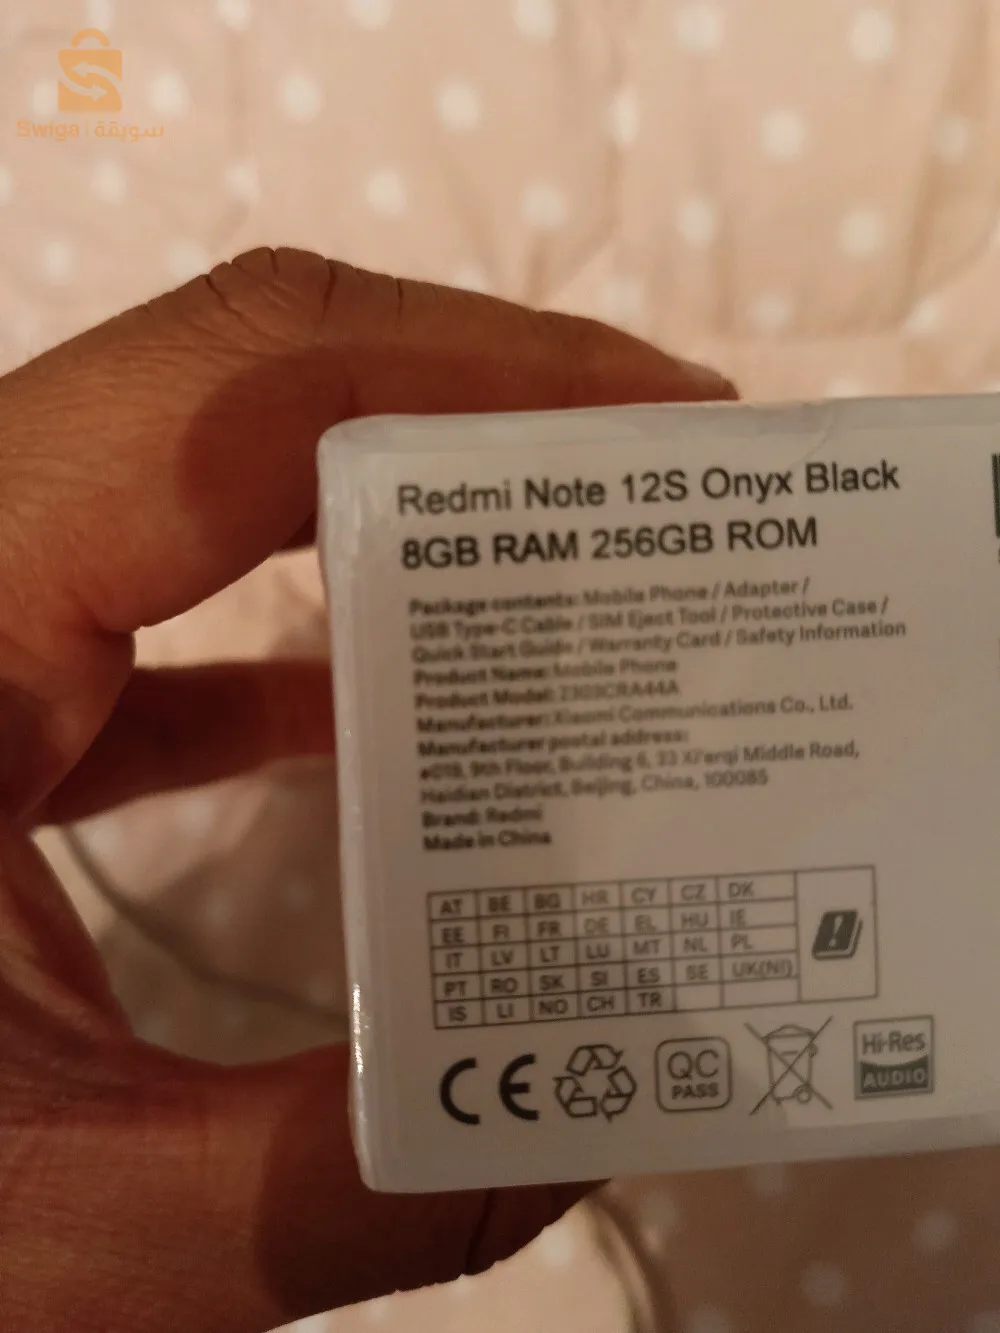 Swiga | سويقة
Redmi Note 12S Onyx Black
8GB RAM 256GB ROM
Package contents: Mobile Phone / Adapter /
USB Type-C Cable / SIM Eject Tool / Protective Case /
Quick Start Guide / Warranty Card / Safety Information
Product Name: Mobile Phone
Product Model: 2303CRA44A
Manufacturer: Xiaomi Communications Co., Ltd.
Manufacturer postal address:
#019, 9th Floor, Building 6, 33 Xi'erqi Middle Road,
Haidian District, Beijing, China, 100085
Brand: Redmi
Made in China
AT BE BG HR CY CZ DK
EE FI FR DE EL HU IE
IT LV LT LU MT NL PL
PT RO SK SI ES SE UK(NI)
IS LI NO CH TR
CE
QC
PASS
Hi-Res
AUDIO